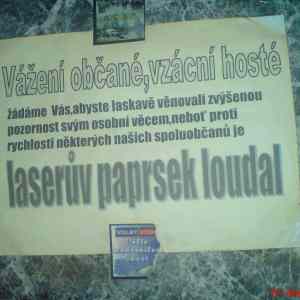 Vážení občané,vzácní hosté
žádáme Vás,abyste laskavě věnovali zvýšenou
pozornost svým osobní věcem,neboť proti
rychlosti některých našich spoluobčanů je
laserův paprsek loudal